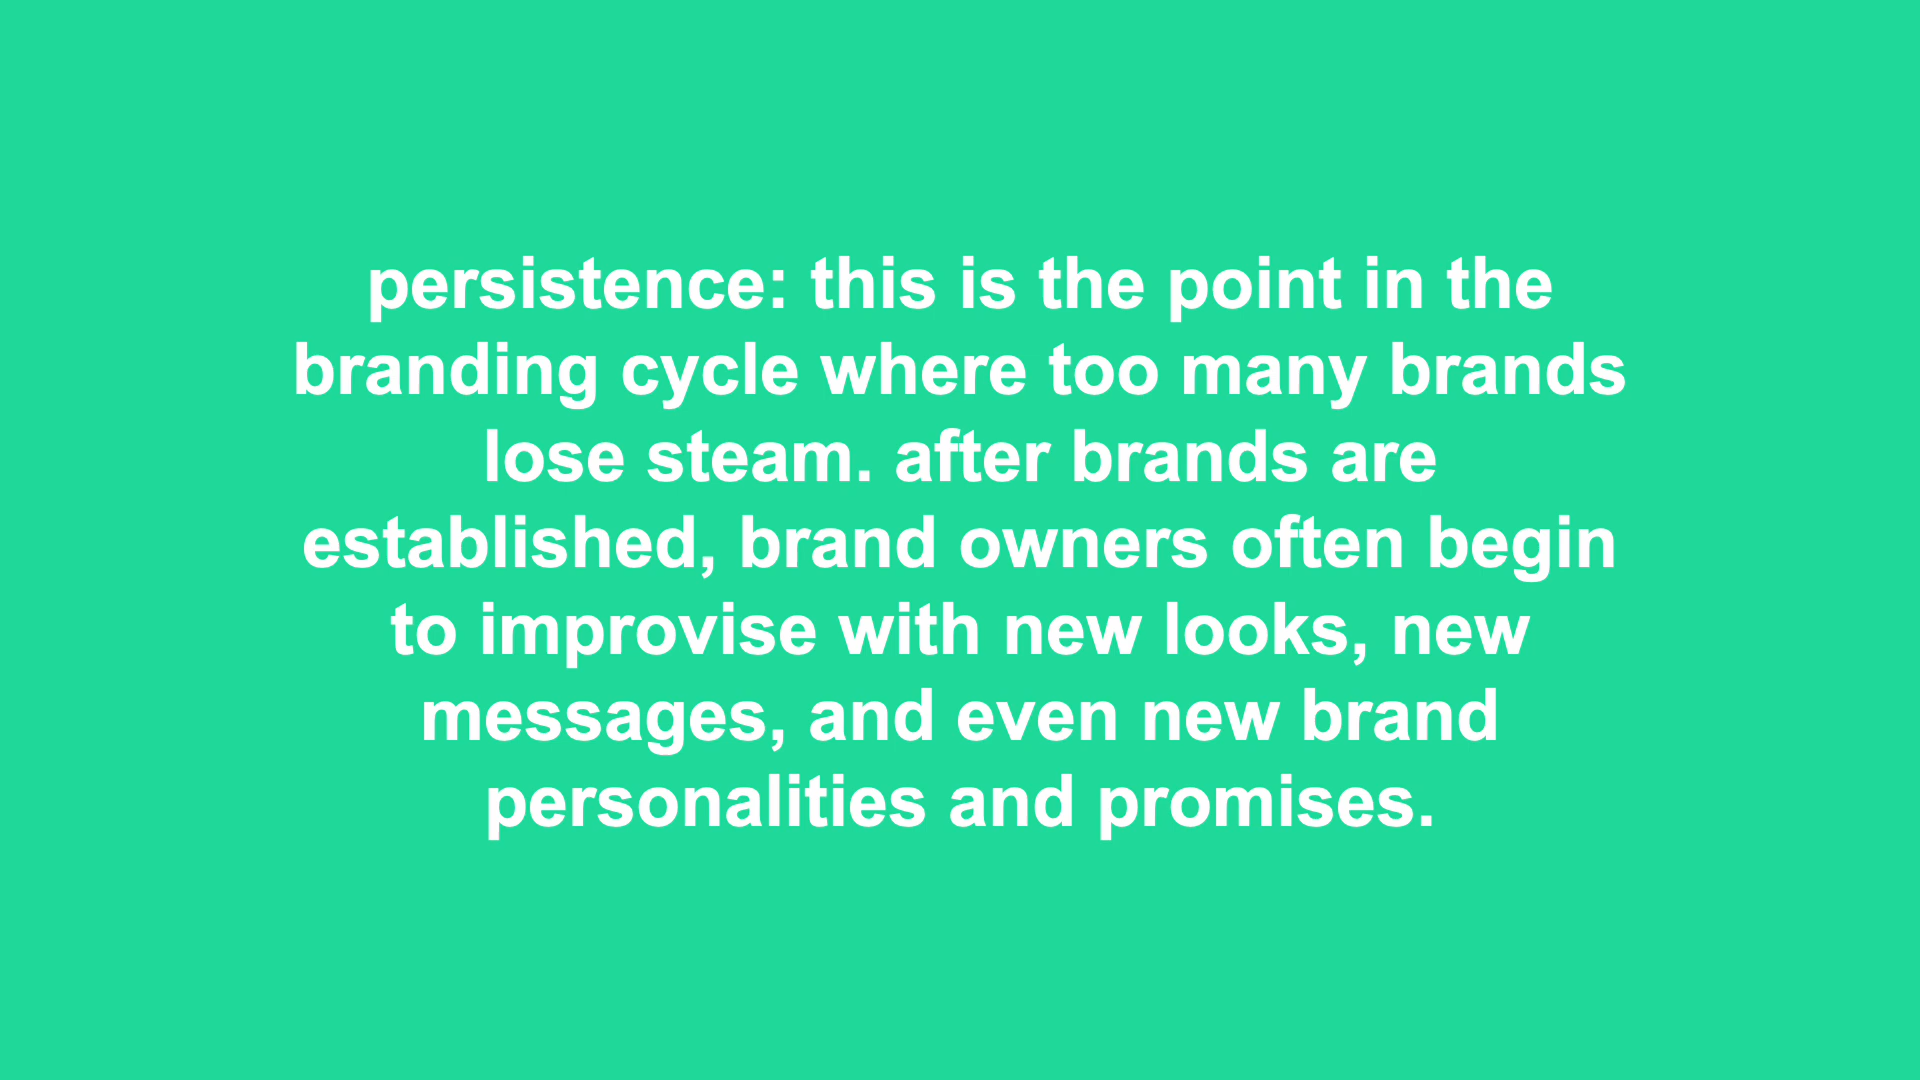 persistence: this is the point in the
branding cycle where too many brands
lose steam. after brands are
established, brand owners often begin
to improvise with new looks, new
messages, and even new brand
personalities and promises.